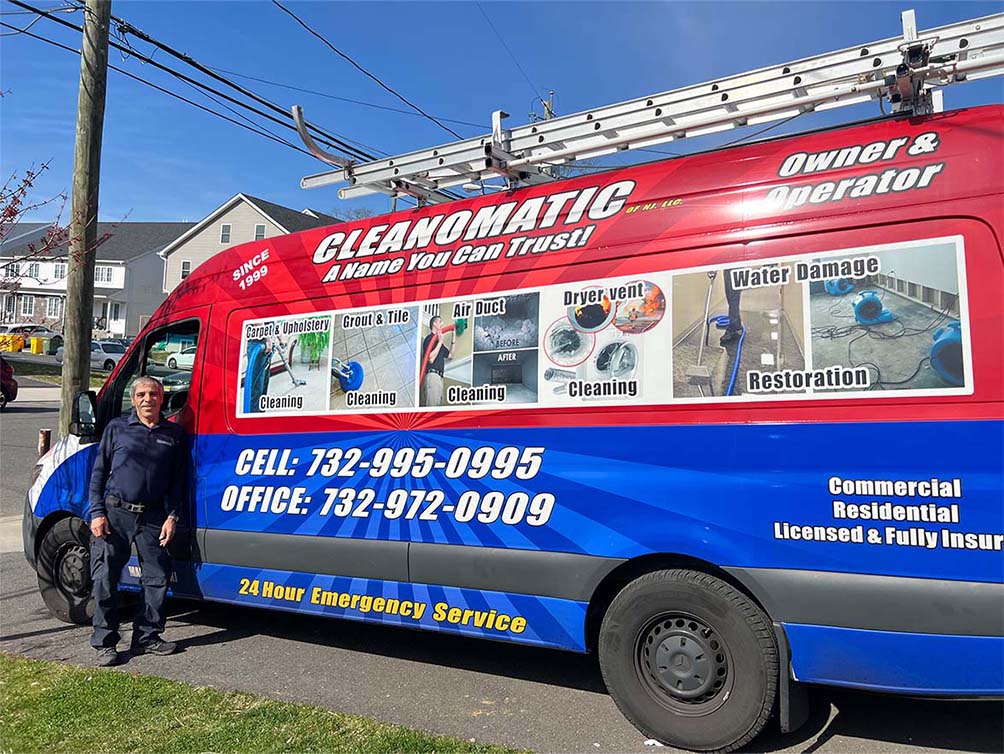 Owner &
Operator
CLEANOMATIC OF N.J. LLC.
A Name You Can Trust!
SINCE
1999
Carpet & Upholstery
Cleaning
Grout & Tile
Cleaning
Air Duct
BEFORE
AFTER
Cleaning
Dryer vent
Cleaning
Water Damage
Restoration
CELL: 732-995-0995
OFFICE: 732-972-0909
Commercial
Residential
Licensed & Fully Insur
24 Hour Emergency Service